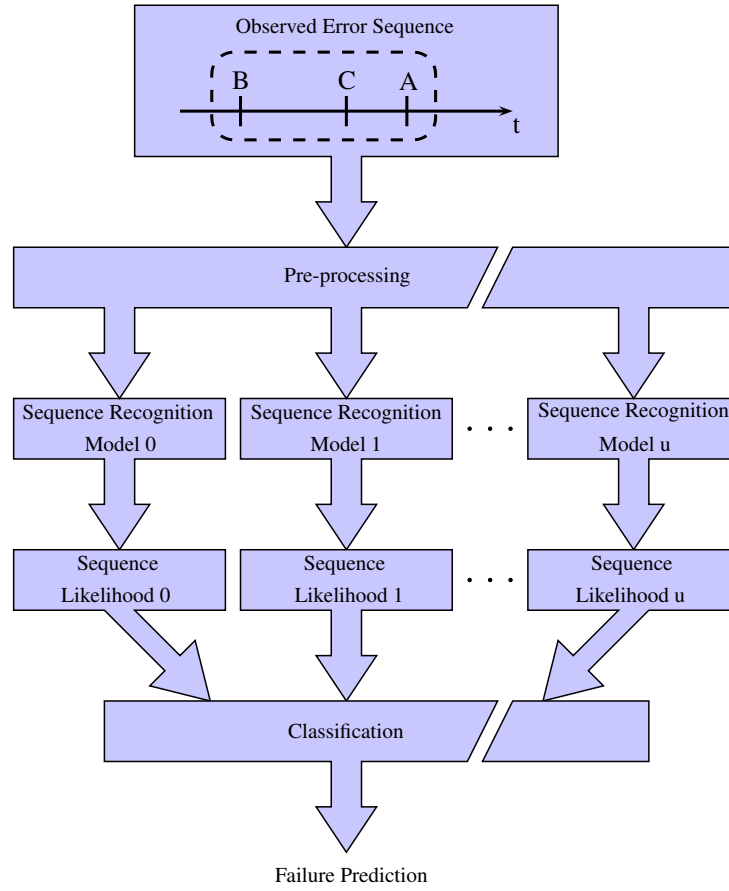 Observed Error Sequence
B C A
t
Pre-processing
Sequence Recognition
Model 0
Sequence Recognition
Model 1
. . .
Sequence Recognition
Model u
Sequence
Likelihood 0
Sequence
Likelihood 1
. . .
Sequence
Likelihood u
Classification
Failure Prediction